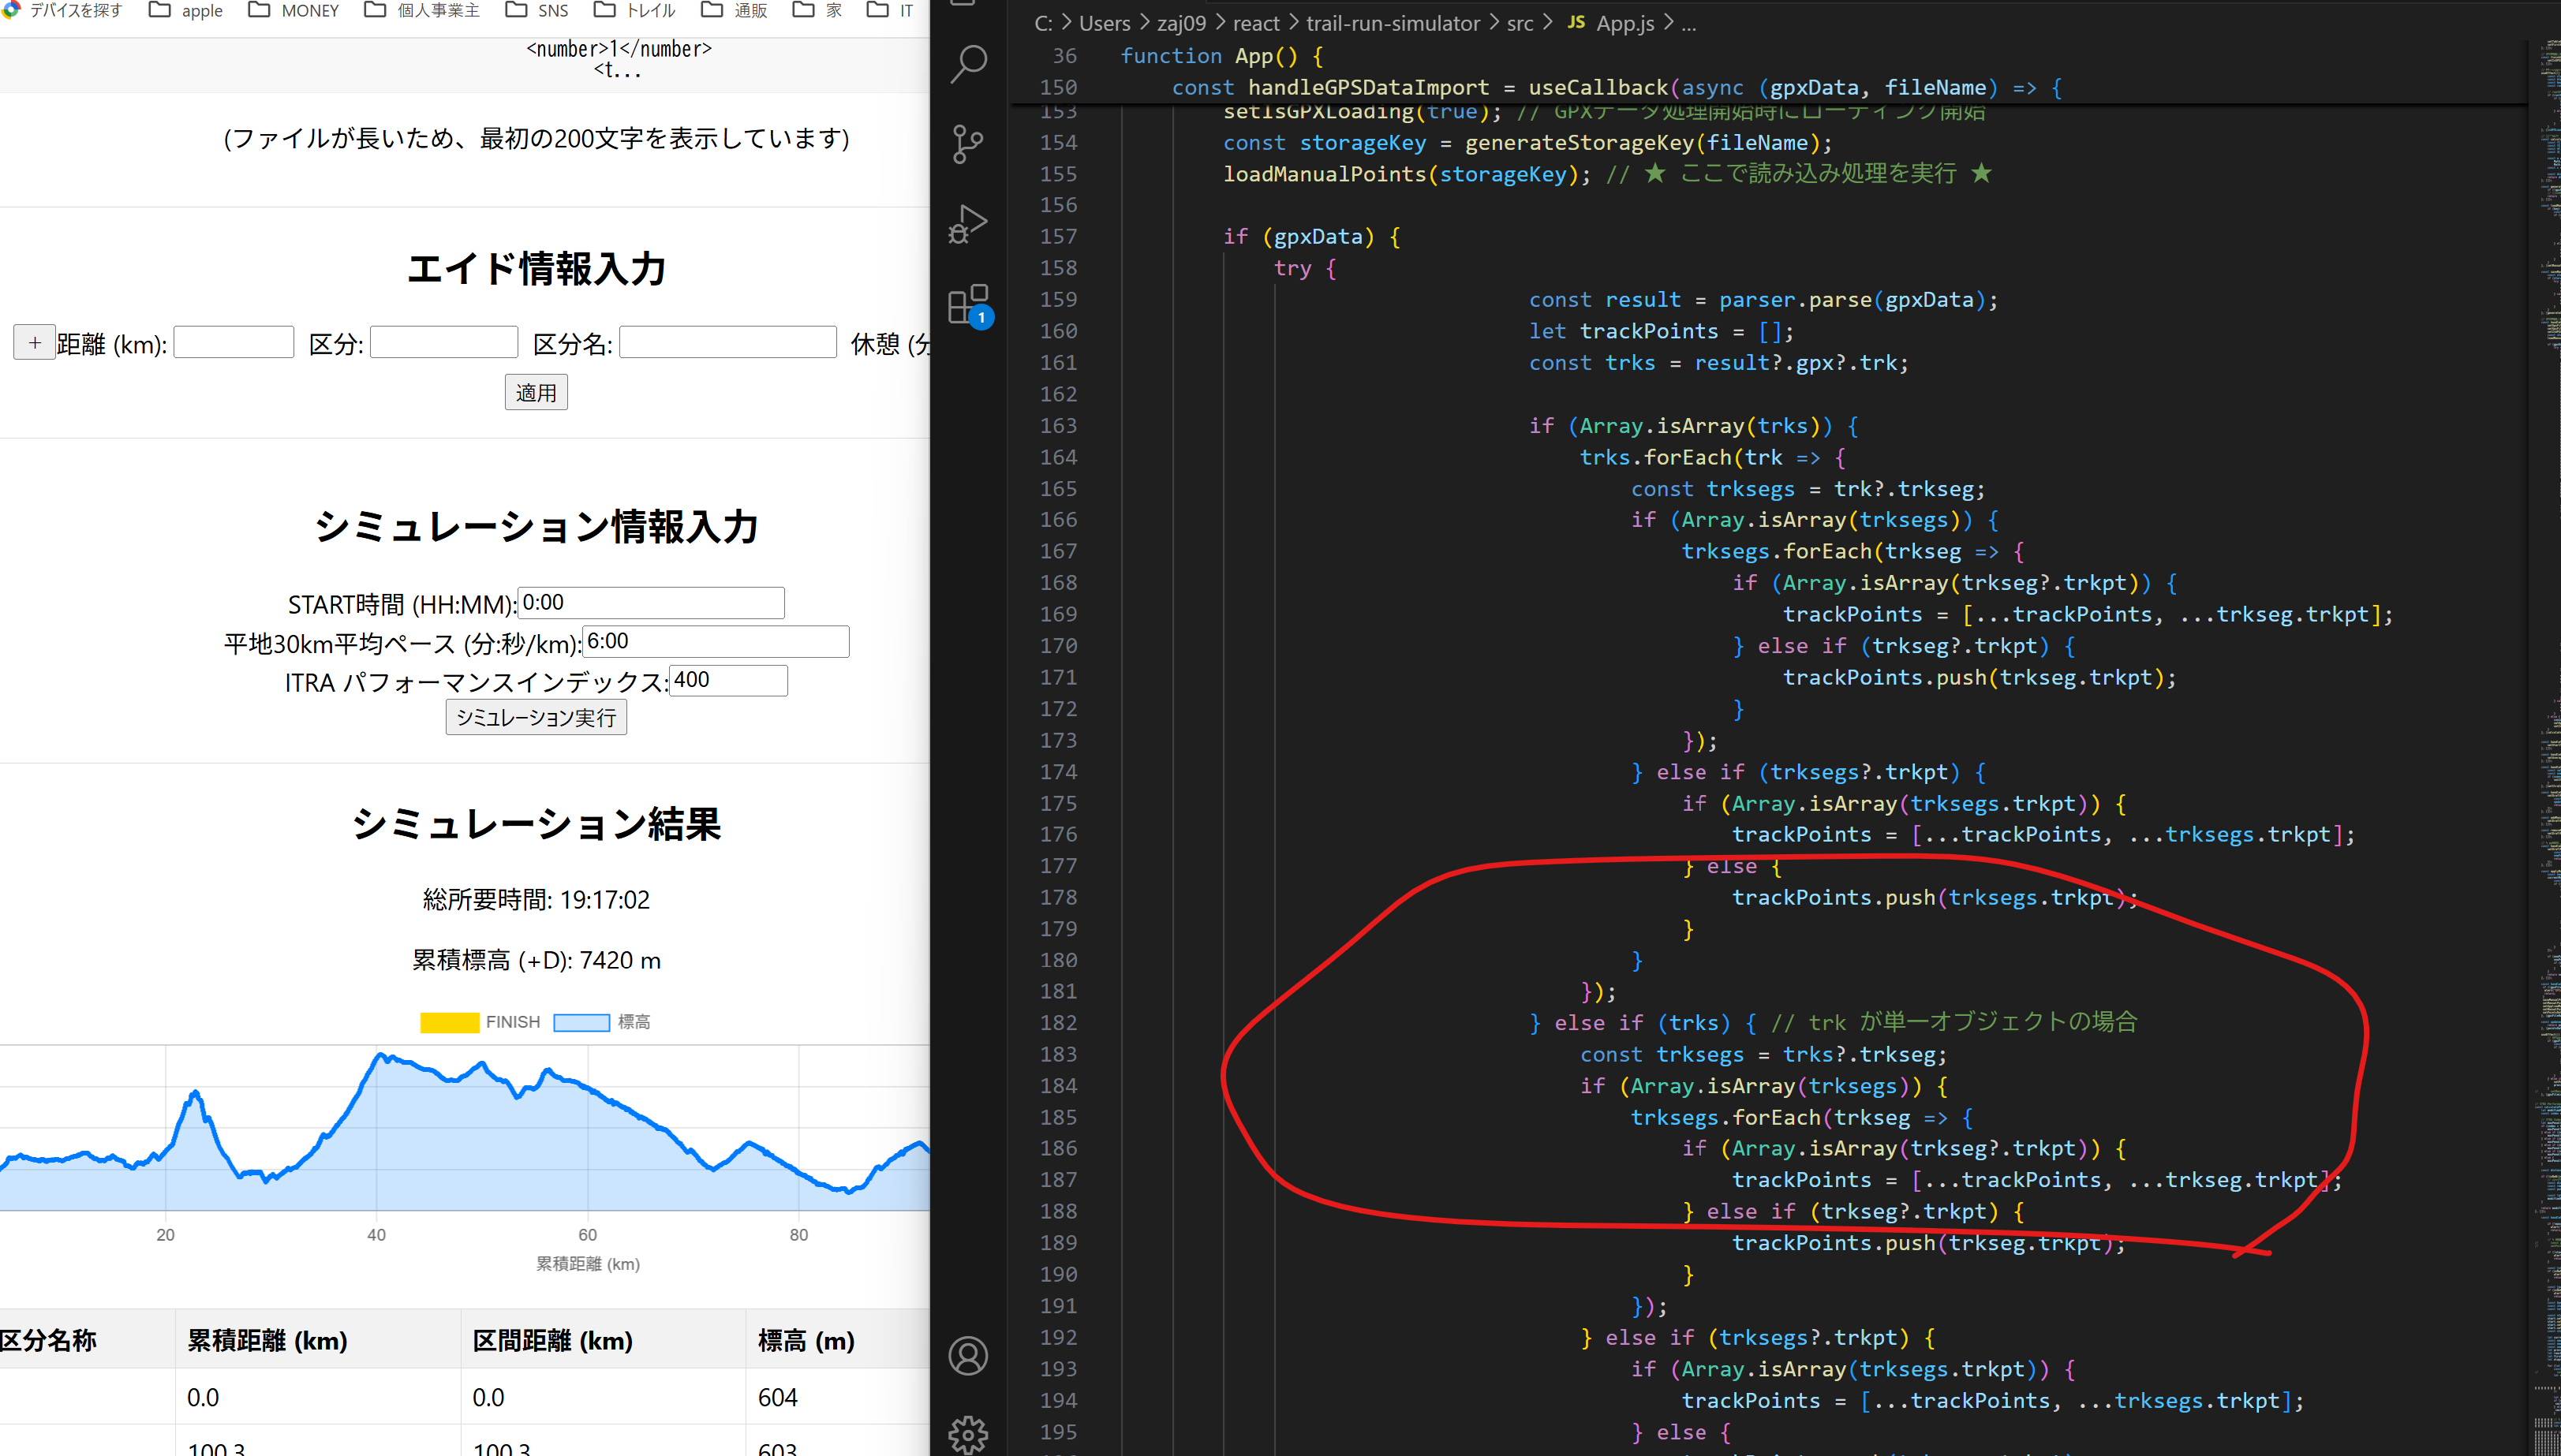 デバイスを探す apple MONEY 個人事業主 SNS トレイル 通販 家 IT
<number>1</number>
<t...
(ファイルが長いため、最初の200文字を表示しています)
エイド情報入力
+ 距離 (km): 区分: 区分名: 休憩 (分
適用
シミュレーション情報入力
START時間 (HH:MM): 0:00
平地30km平均ペース (分:秒/km): 6:00
ITRA パフォーマンスインデックス: 400
シミュレーション実行
シミュレーション結果
総所要時間: 19:17:02
累積標高 (+D): 7420 m
FINISH 標高
20 40 60 80
累積距離 (km)
区分名称 累積距離 (km) 区間距離 (km) 標高 (m)
0.0 0.0 604
100.3 100.3 603
1
C: > Users > zaj09 > react > trail-run-simulator > src > JS App.js > ...
36 function App() {
150 const handleGPSDataImport = useCallback(async (gpxData, fileName) => {
153 setIsGPXLoading(true); // GPXデータ処理開始時にローディング開始
154 const storageKey = generateStorageKey(fileName);
155 loadManualPoints(storageKey); // ★ ここで読み込み処理を実行 ★
156
157 if (gpxData) {
158 try {
159 const result = parser.parse(gpxData);
160 let trackPoints = [];
161 const trks = result?.gpx?.trk;
162
163 if (Array.isArray(trks)) {
164 trks.forEach(trk => {
165 const trksegs = trk?.trkseg;
166 if (Array.isArray(trksegs)) {
167 trksegs.forEach(trkseg => {
168 if (Array.isArray(trkseg?.trkpt)) {
169 trackPoints = [...trackPoints, ...trkseg.trkpt];
170 } else if (trkseg?.trkpt) {
171 trackPoints.push(trkseg.trkpt);
172 }
173 });
174 } else if (trksegs?.trkpt) {
175 if (Array.isArray(trksegs.trkpt)) {
176 trackPoints = [...trackPoints, ...trksegs.trkpt];
177 } else {
178 trackPoints.push(trksegs.trkpt);
179 }
180 }
181 });
182 } else if (trks) { // trk が単一オブジェクトの場合
183 const trksegs = trks?.trkseg;
184 if (Array.isArray(trksegs)) {
185 trksegs.forEach(trkseg => {
186 if (Array.isArray(trkseg?.trkpt)) {
187 trackPoints = [...trackPoints, ...trkseg.trkpt];
188 } else if (trkseg?.trkpt) {
189 trackPoints.push(trkseg.trkpt);
190 }
191 });
192 } else if (trksegs?.trkpt) {
193 if (Array.isArray(trksegs.trkpt)) {
194 trackPoints = [...trackPoints, ...trksegs.trkpt];
195 } else {